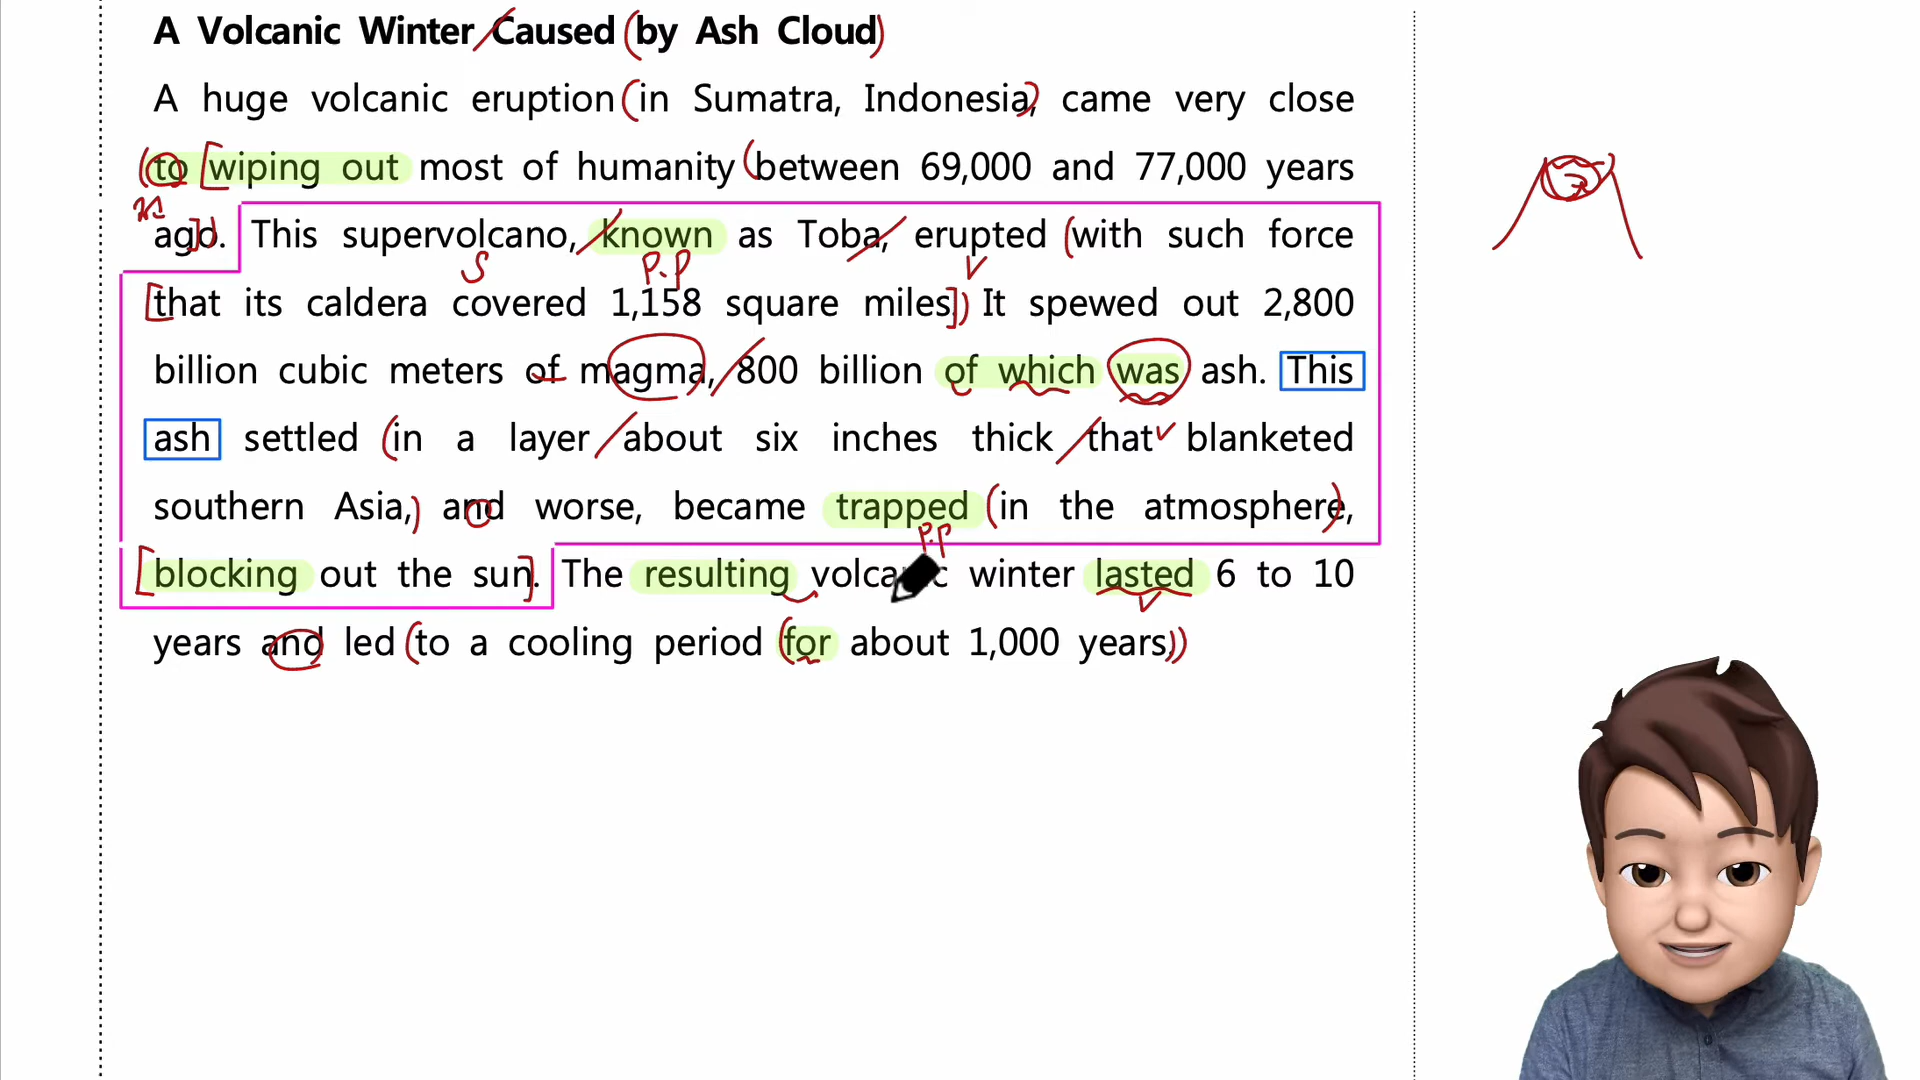 A Volcanic Winter Caused by Ash Cloud
A huge volcanic eruption in Sumatra, Indonesia, came very close
to wiping out most of humanity between 69,000 and 77,000 years
ago. This supervolcano, known as Toba, erupted with such force
S P.P V
that its caldera covered 1,158 square miles. It spewed out 2,800
billion cubic meters of magma, 800 billion of which was ash. This
ash settled in a layer about six inches thick that blanketed
southern Asia, and worse, became trapped in the atmosphere,
P.P
blocking out the sun. The resulting volcanic winter lasted 6 to 10
V
years and led to a cooling period for about 1,000 years.